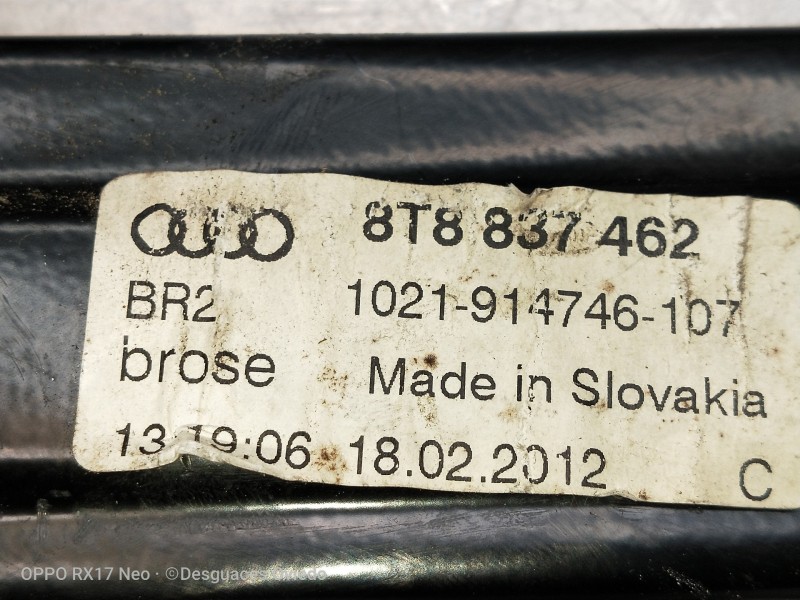 8T8 837 462
BR2 1021-914746-107
brose Made in Slovakia
13:19:06 18.02.2012 C
OPPO RX17 Neo · ©Desguaces